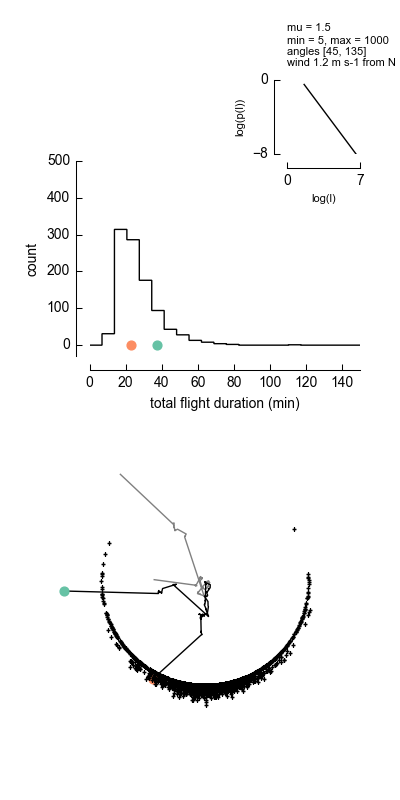 mu = 1.5
min = 5, max = 1000
angles [45, 135]
wind 1.2 m s-1 from N
0
log(p(l))
−8
0 7
log(l)
500
400
300
200
100
0
count
0 20 40 60 80 100 120 140
total flight duration (min)